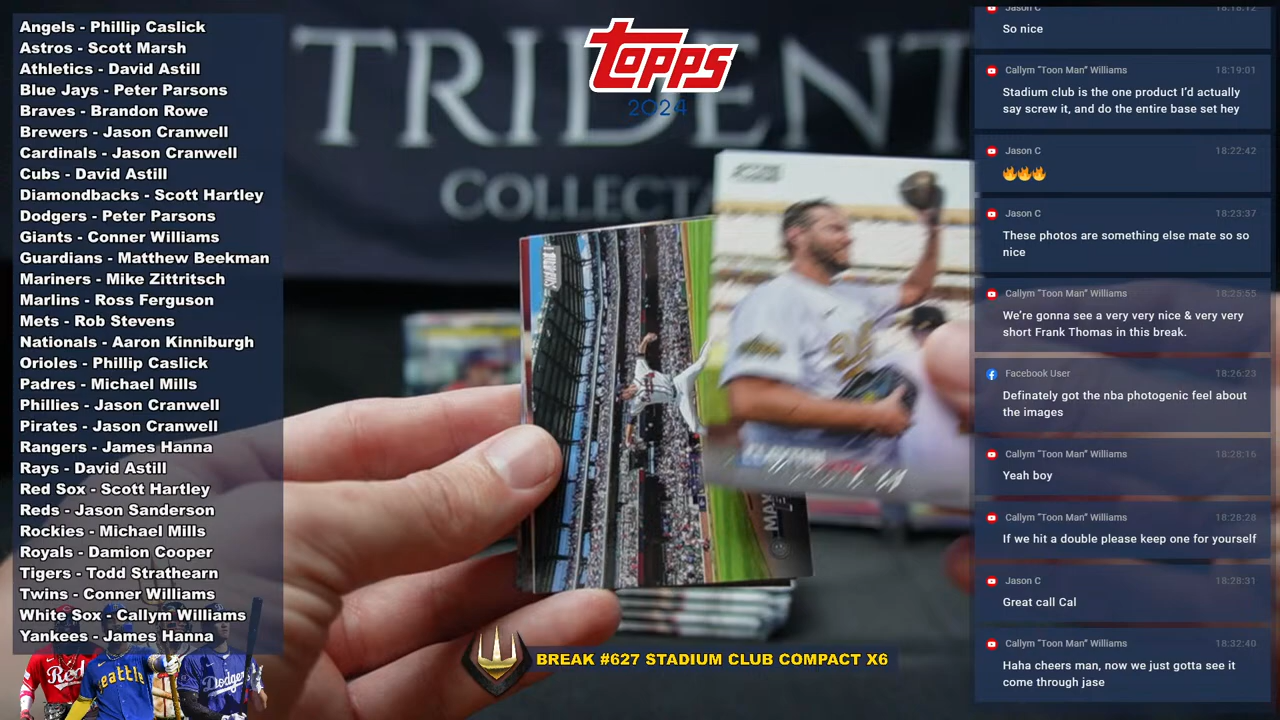 Angels - Phillip Caslick
Astros - Scott Marsh
Athletics - David Astill
Blue Jays - Peter Parsons
Braves - Brandon Rowe
Brewers - Jason Cranwell
Cardinals - Jason Cranwell
Cubs - David Astill
Diamondbacks - Scott Hartley
Dodgers - Peter Parsons
Giants - Conner Williams
Guardians - Matthew Beekman
Mariners - Mike Zittritsch
Marlins - Ross Ferguson
Mets - Rob Stevens
Nationals - Aaron Kinniburgh
Orioles - Phillip Caslick
Padres - Michael Mills
Phillies - Jason Cranwell
Pirates - Jason Cranwell
Rangers - James Hanna
Rays - David Astill
Red Sox - Scott Hartley
Reds - Jason Sanderson
Rockies - Michael Mills
Royals - Damion Cooper
Tigers - Todd Strathearn
Twins - Conner Williams
White Sox - Callym Williams
Yankees - James Hanna
Red
seattle
Dodgers
TRIDENT
COLLECTA
TOPPS
2024
BREAK #627 STADIUM CLUB COMPACT X6
Jason C 18:18:12
So nice
Callym "Toon Man" Williams 18:19:01
Stadium club is the one product I'd actually
say screw it, and do the entire base set hey
Jason C 18:22:42
🔥🔥🔥
Jason C 18:23:37
These photos are something else mate so so
nice
Callym "Toon Man" Williams 18:25:55
We're gonna see a very very nice & very very
short Frank Thomas in this break.
Facebook User 18:26:23
Definately got the nba photogenic feel about
the images
Callym "Toon Man" Williams 18:28:16
Yeah boy
Callym "Toon Man" Williams 18:28:28
If we hit a double please keep one for yourself
Jason C 18:28:31
Great call Cal
Callym "Toon Man" Williams 18:32:40
Haha cheers man, now we just gotta see it
come through jase